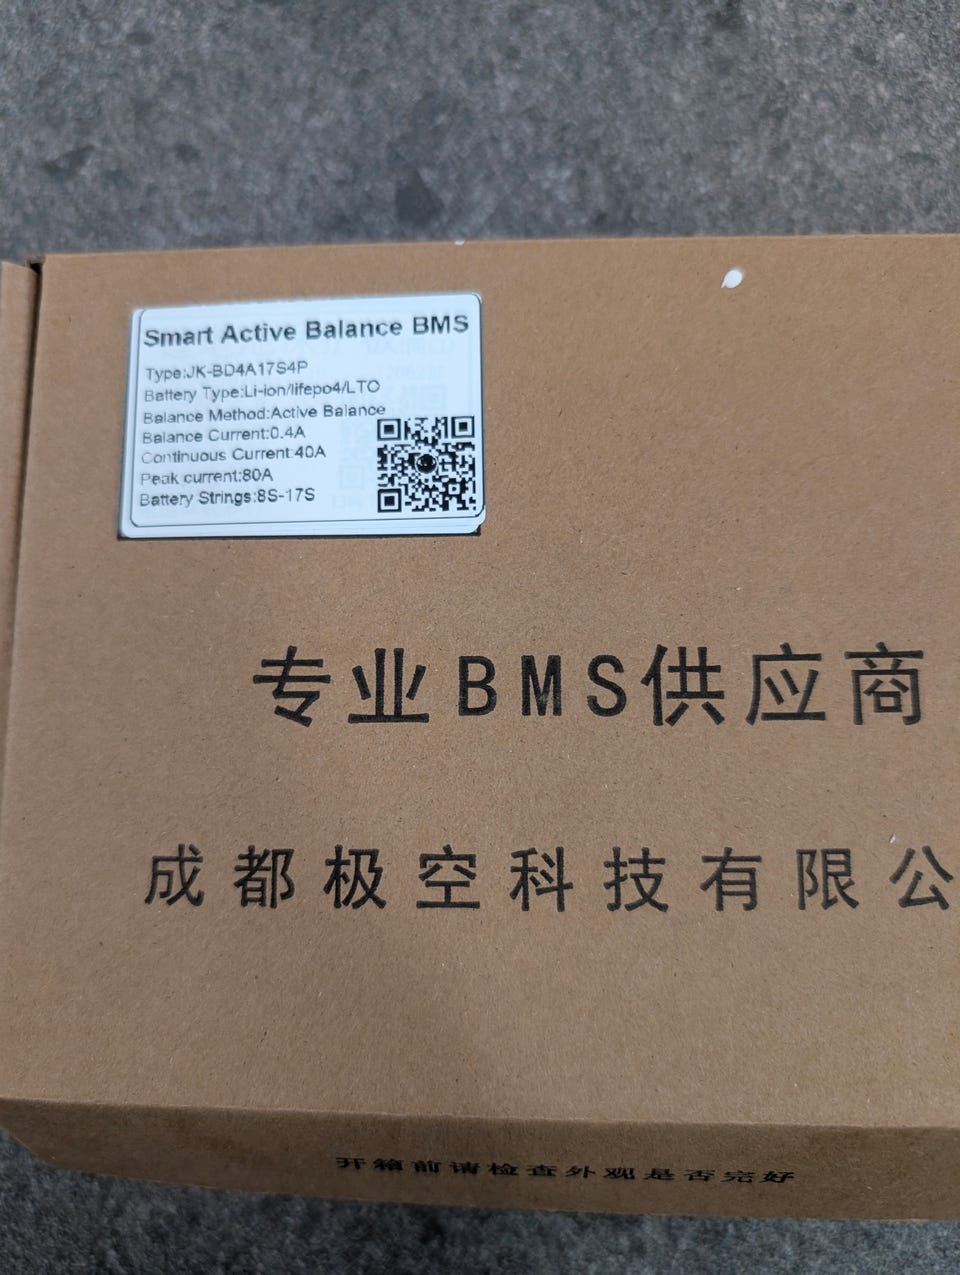 Smart Active Balance BMS
Type:JK-BD4A17S4P
Battery Type:Li-ion/lifepo4/LTO
Balance Method:Active Balance
Balance Current:0.4A
Continuous Current:40A
Peak current:80A
Battery Strings:8S-17S
专业BMS供应商
成都极空科技有限公
开箱前请检查外观是否完好